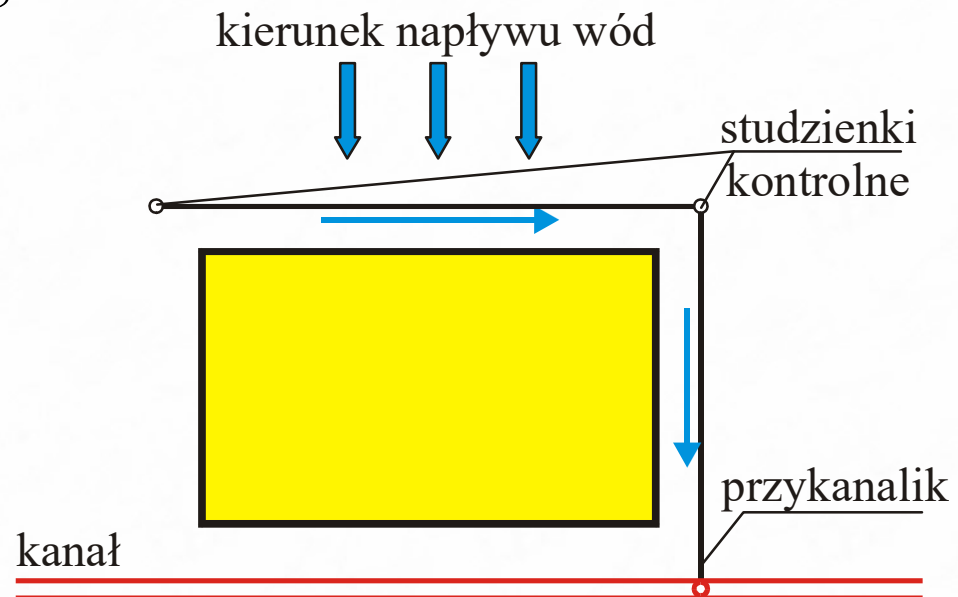 kierunek napływu wód
studzienki
kontrolne
przykanalik
kanał